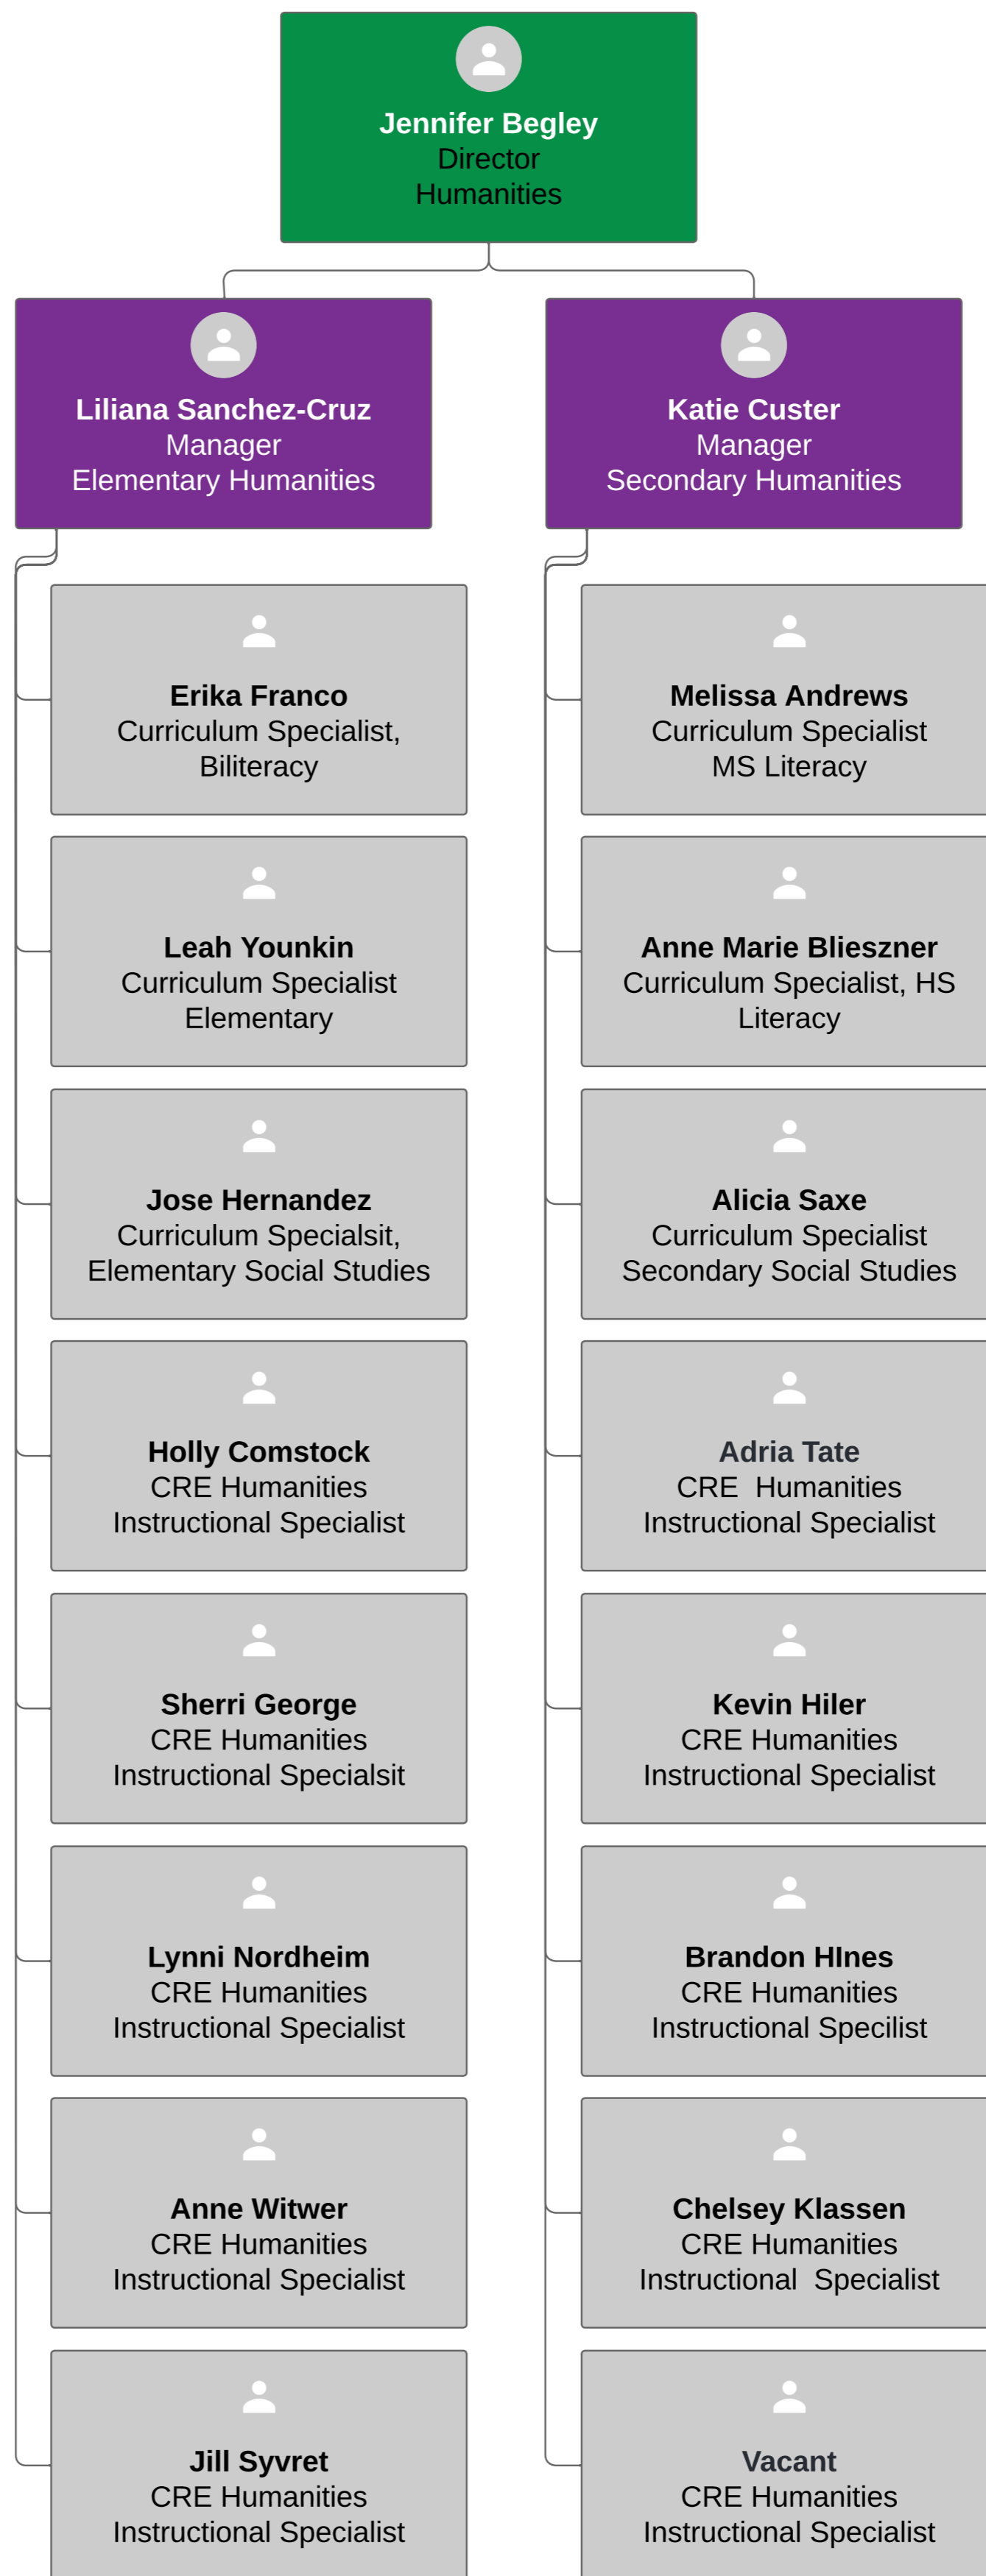 Jennifer Begley
Director
Humanities
Liliana Sanchez-Cruz
Manager
Elementary Humanities
Erika Franco
Curriculum Specialist,
Biliteracy
Leah Younkin
Curriculum Specialist
Elementary
Jose Hernandez
Curriculum Specialsit,
Elementary Social Studies
Holly Comstock
CRE Humanities
Instructional Specialist
Sherri George
CRE Humanities
Instructional Specialsit
Lynni Nordheim
CRE Humanities
Instructional Specialist
Anne Witwer
CRE Humanities
Instructional Specialist
Jill Syvret
CRE Humanities
Instructional Specialist
Katie Custer
Manager
Secondary Humanities
Melissa Andrews
Curriculum Specialist
MS Literacy
Anne Marie Blieszner
Curriculum Specialist, HS
Literacy
Alicia Saxe
Curriculum Specialist
Secondary Social Studies
Adria Tate
CRE  Humanities
Instructional Specialist
Kevin Hiler
CRE Humanities
Instructional Specialist
Brandon HInes
CRE Humanities
Instructional Specilist
Chelsey Klassen
CRE Humanities
Instructional  Specialist
Vacant
CRE Humanities
Instructional Specialist